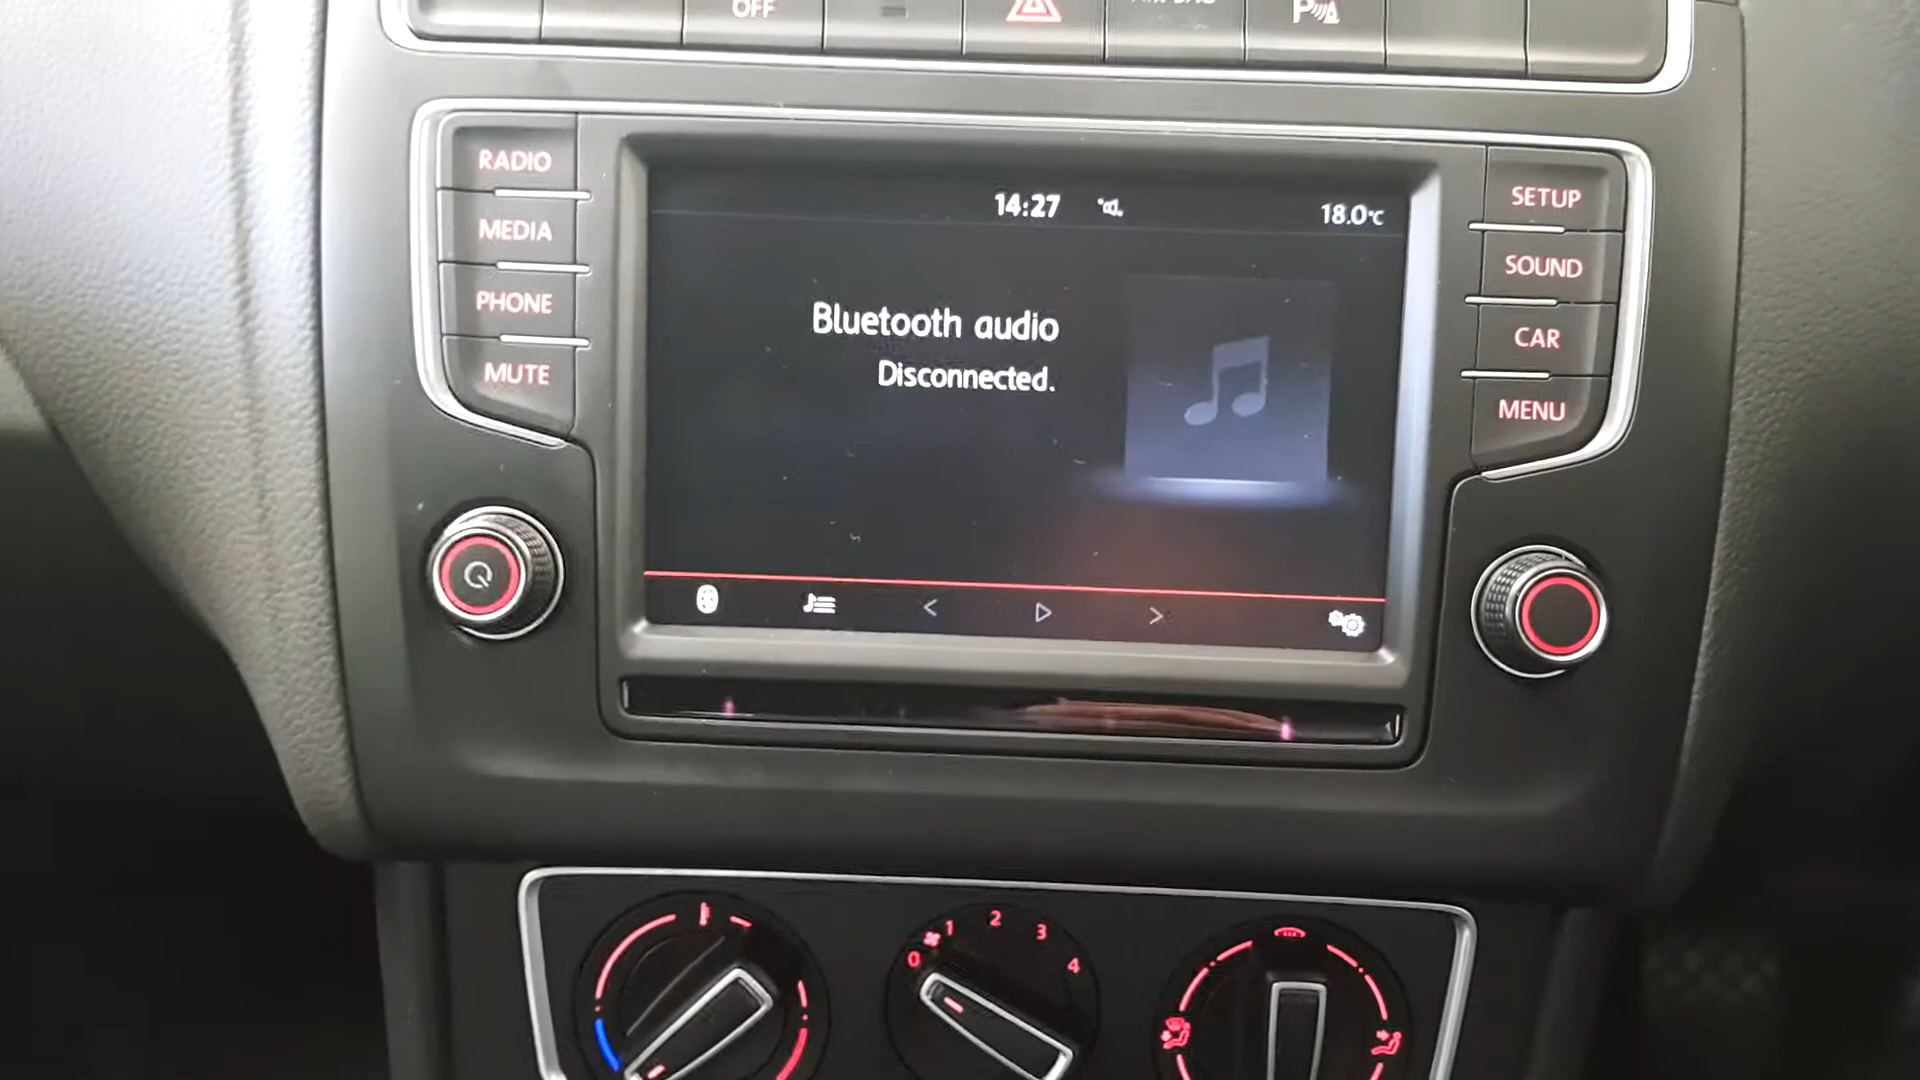 OFF
RADIO
MEDIA
PHONE
MUTE
14:27
18.0°C
Bluetooth audio
Disconnected.
SETUP
SOUND
CAR
MENU
0 1 2 3 4